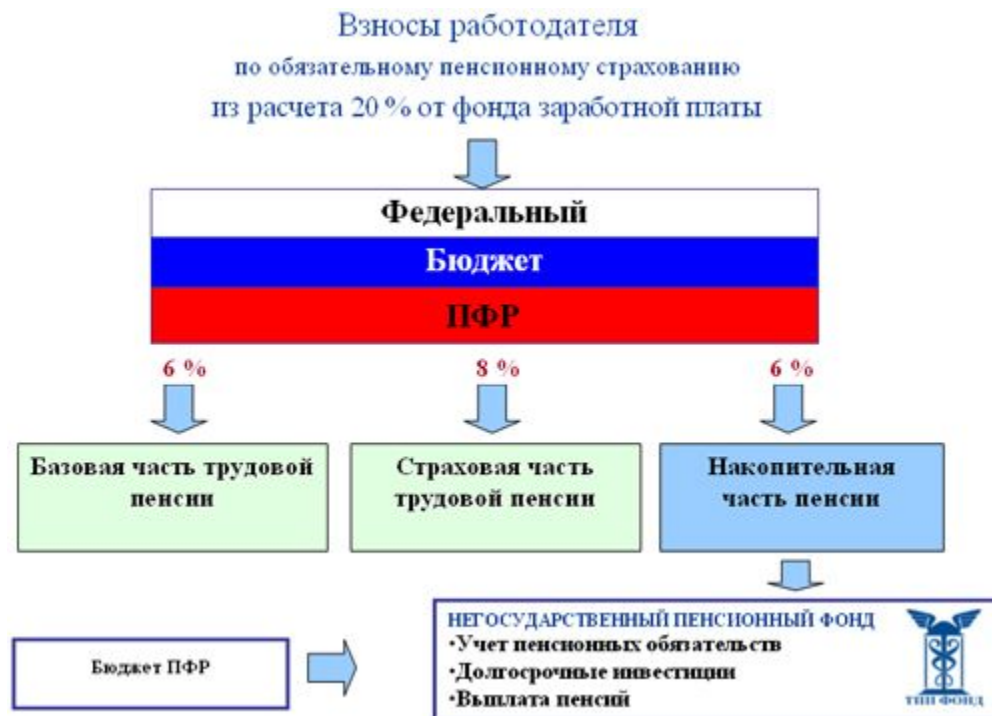 Взносы работодателя
по обязательному пенсионному страхованию
из расчета 20 % от фонда заработной платы
Федеральный
Бюджет
ПФР
6 %
8 %
6 %
Базовая часть трудовой
пенсии
Страховая часть
трудовой пенсии
Накопительная
часть пенсии
Бюджет ПФР
НЕГОСУДАРСТВЕННЫЙ ПЕНСИОННЫЙ ФОНД
•Учет пенсионных обязательств
•Долгосрочные инвестиции
•Выплата пенсий
ТПП ФОНД